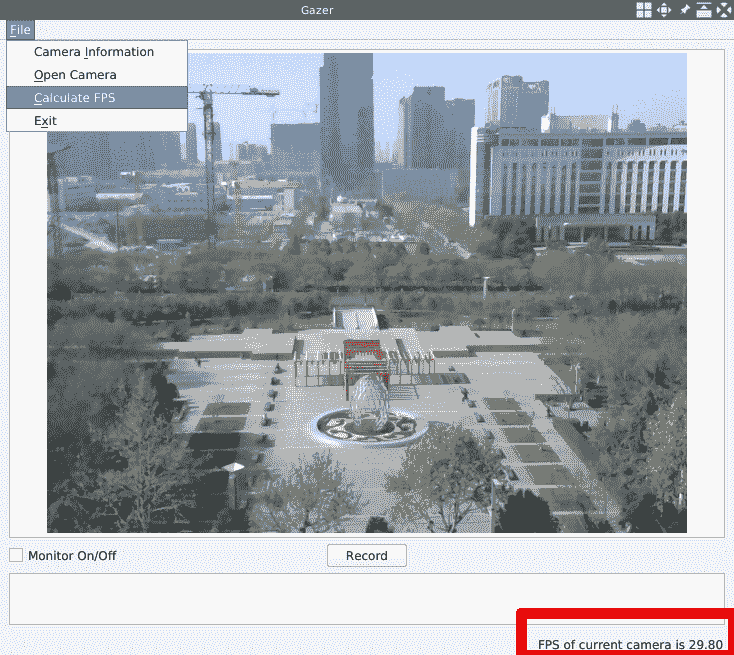 Gazer
File
Camera Information
Open Camera
Calculate FPS
Exit
Monitor On/Off
Record
FPS of current camera is 29.80